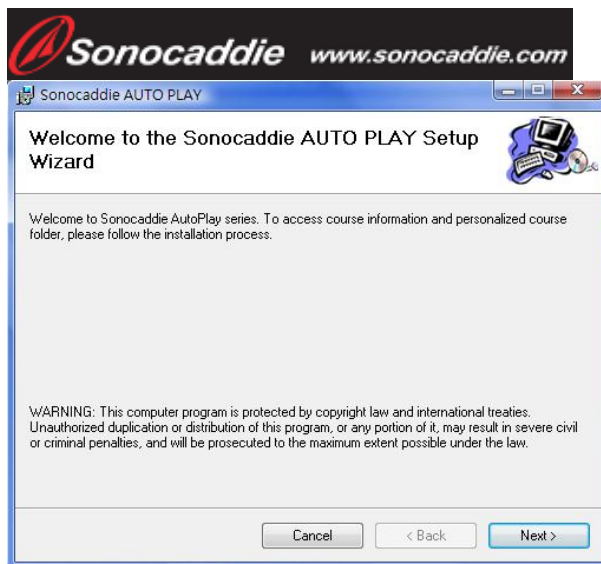 Sonocaddie www.sonocaddie.com
Sonocaddie AUTO PLAY
Welcome to the Sonocaddie AUTO PLAY Setup
Wizard
Welcome to Sonocaddie AutoPlay series. To access course information and personalized course
folder, please follow the installation process.
WARNING: This computer program is protected by copyright law and international treaties.
Unauthorized duplication or distribution of this program, or any portion of it, may result in severe civil
or criminal penalties, and will be prosecuted to the maximum extent possible under the law.
Cancel < Back Next >